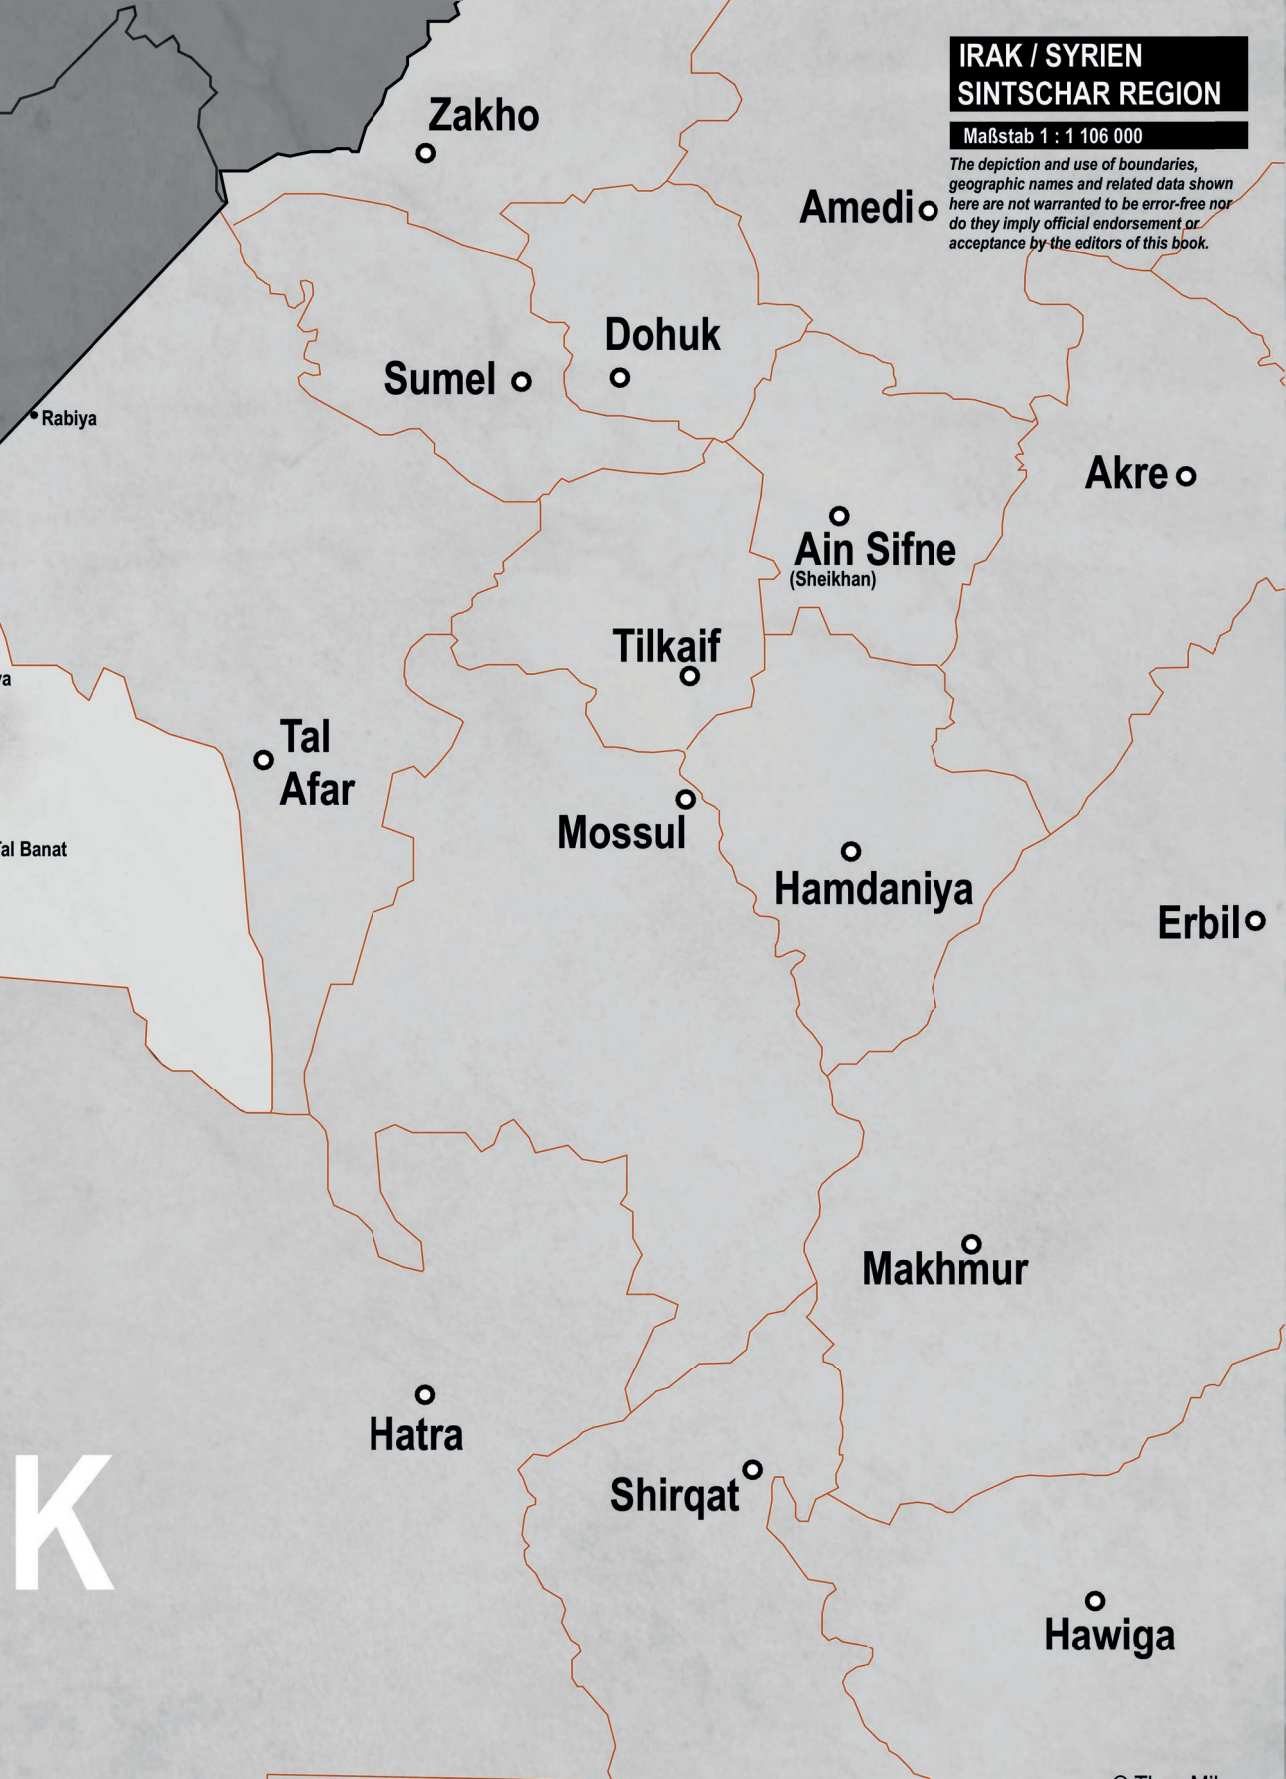 IRAK / SYRIEN
SINTSCHAR REGION
Maßstab 1 : 1 106 000
The depiction and use of boundaries,
geographic names and related data shown
here are not warranted to be error-free nor
do they imply official endorsement or
acceptance by the editors of this book.
Zakho
Amedi
Dohuk
Sumel
Rabiya
Akre
Ain Sifne
(Sheikhan)
Tilkaif
Tal
Afar
Mossul
al Banat
Hamdaniya
Erbil
Makhmur
Hatra
Shirqat
K
Hawiga